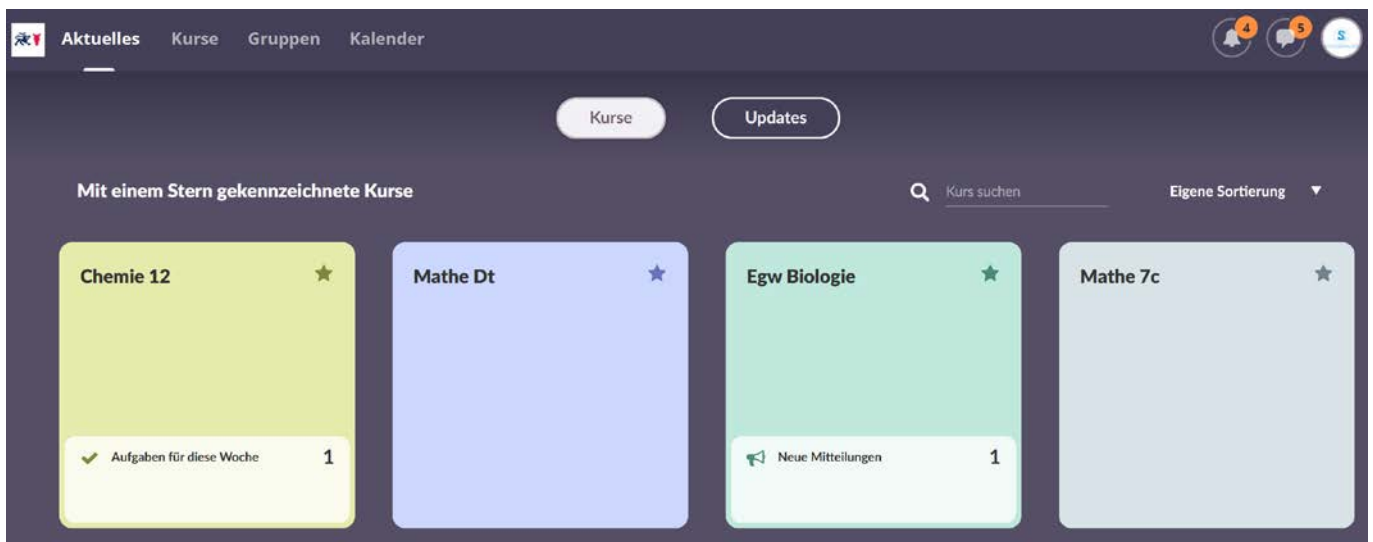 Aktuelles Kurse Gruppen Kalender 4 5 S
Kurse Updates
Mit einem Stern gekennzeichnete Kurse Kurs suchen Eigene Sortierung
Chemie 12 Mathe Dt Egw Biologie Mathe 7c
Aufgaben für diese Woche 1 Neue Mitteilungen 1